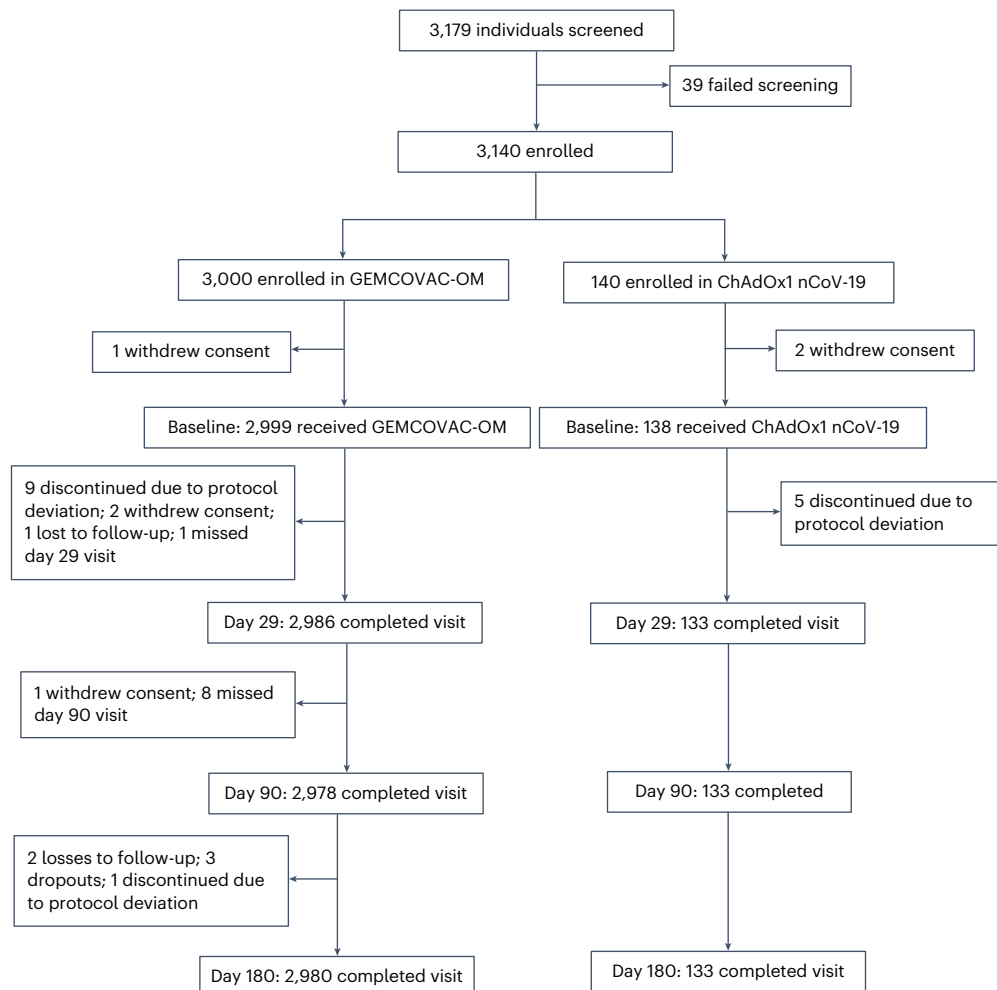 3,179 individuals screened
39 failed screening
3,140 enrolled
3,000 enrolled in GEMCOVAC-OM
140 enrolled in ChAdOx1 nCoV-19
1 withdrew consent
2 withdrew consent
Baseline: 2,999 received GEMCOVAC-OM
Baseline: 138 received ChAdOx1 nCoV-19
9 discontinued due to protocol
deviation; 2 withdrew consent;
1 lost to follow-up; 1 missed
day 29 visit
5 discontinued due to
protocol deviation
Day 29: 2,986 completed visit
Day 29: 133 completed visit
1 withdrew consent; 8 missed
day 90 visit
Day 90: 2,978 completed visit
Day 90: 133 completed
2 losses to follow-up; 3
dropouts; 1 discontinued due
to protocol deviation
Day 180: 2,980 completed visit
Day 180: 133 completed visit